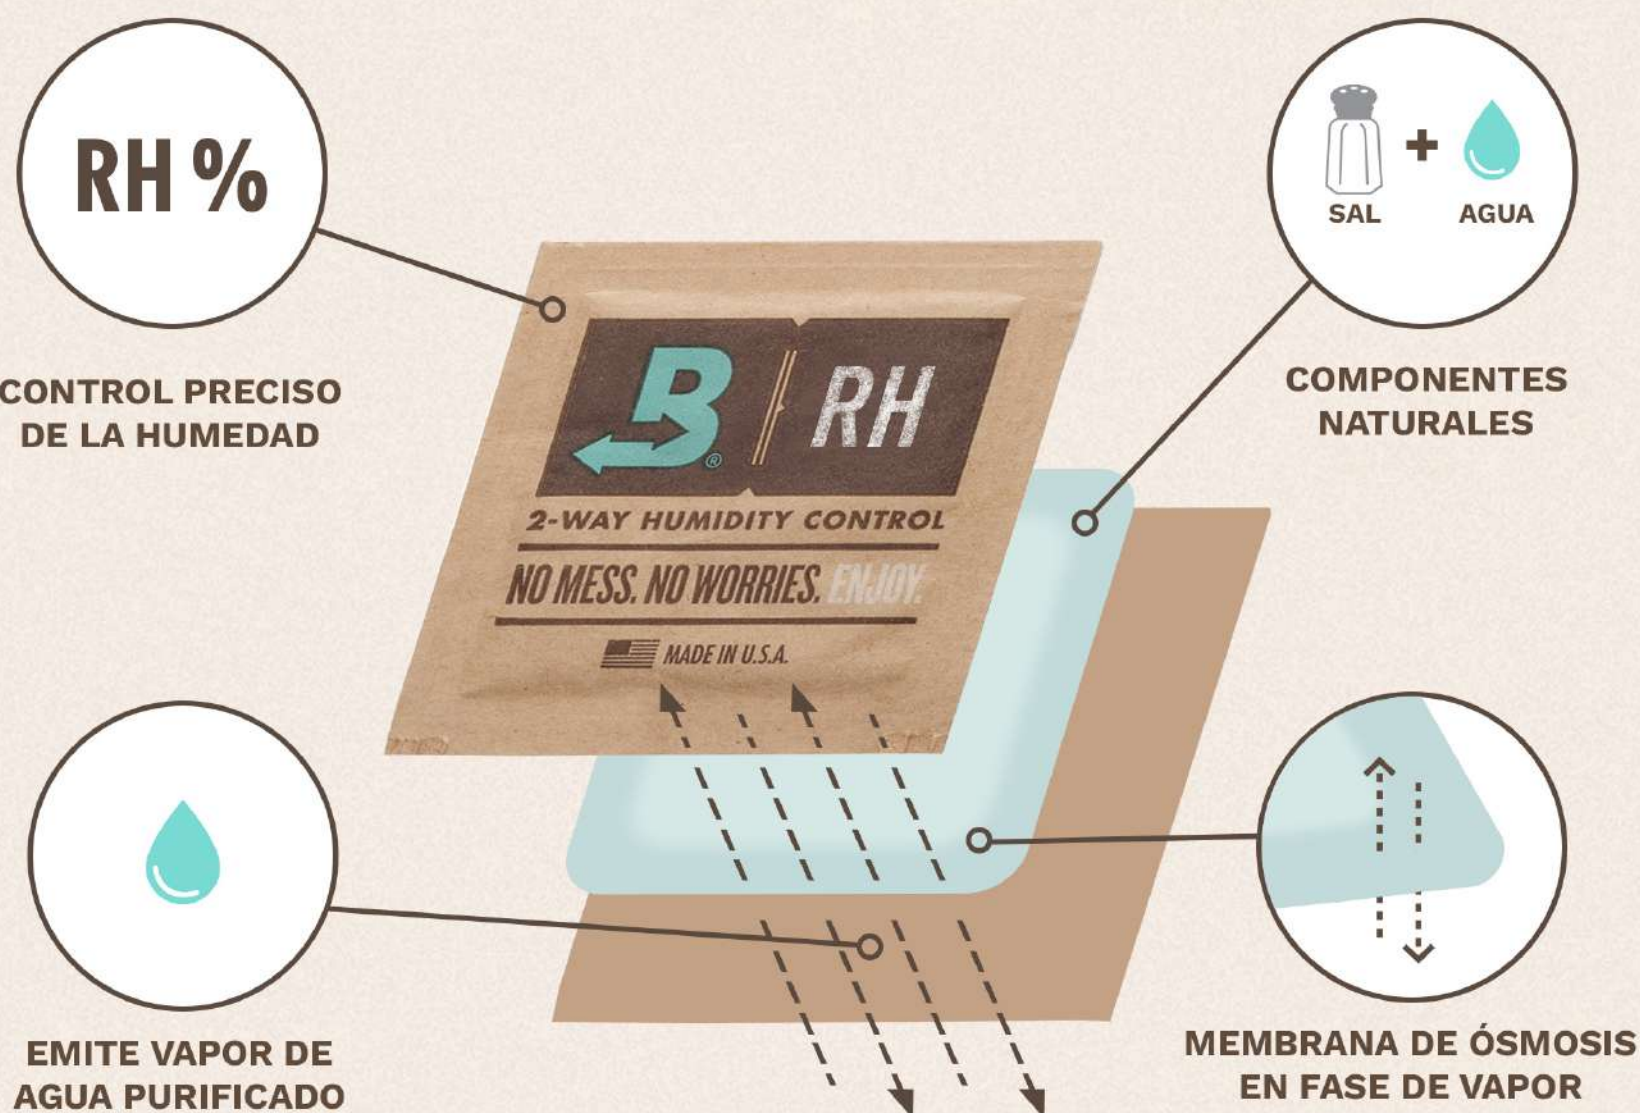 RH %
CONTROL PRECISO
DE LA HUMEDAD
SAL + AGUA
COMPONENTES
NATURALES
B ® RH
2-WAY HUMIDITY CONTROL
NO MESS. NO WORRIES. ENJOY.
MADE IN U.S.A.
EMITE VAPOR DE
AGUA PURIFICADO
MEMBRANA DE ÓSMOSIS
EN FASE DE VAPOR